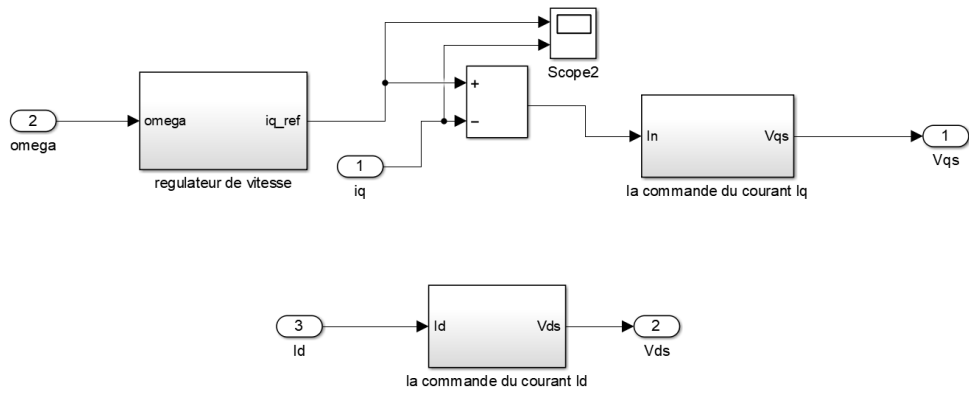 Scope2
+
−
2
omega
omega
iq_ref
regulateur de vitesse
1
iq
In
Vqs
la commande du courant Iq
1
Vqs
3
Id
Id
Vds
la commande du courant Id
2
Vds